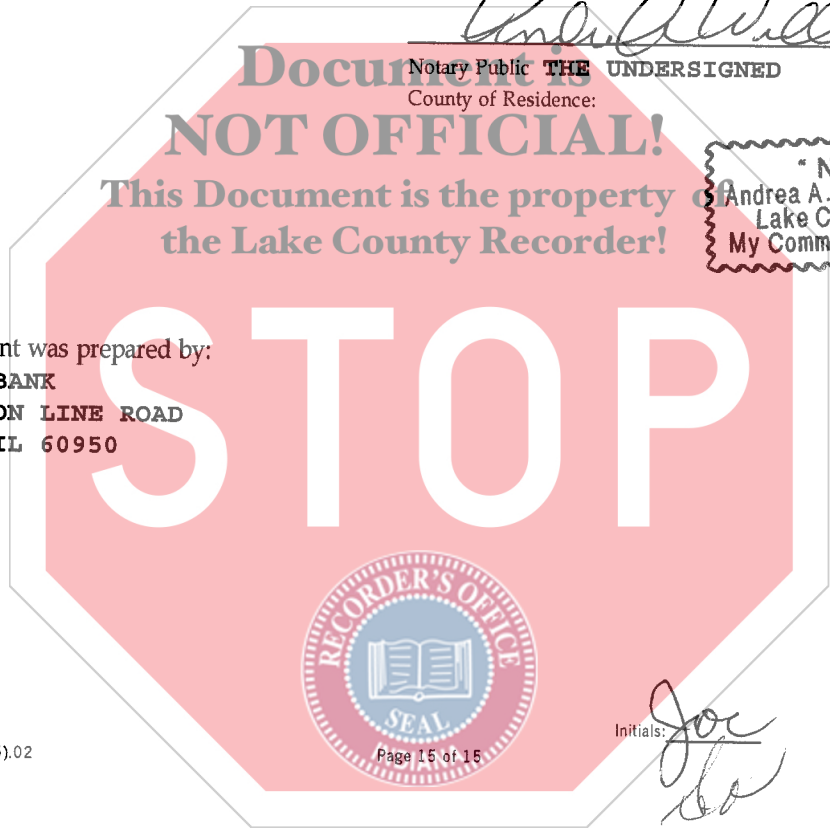 Document is
Notary Public THE UNDERSIGNED
County of Residence:
NOT OFFICIAL!
This Document is the property of
the Lake County Recorder!
" N
Andrea A.
Lake C
My Comm
STOP
nt was prepared by:
BANK
ON LINE ROAD
IL 60950
RECORDER'S OFFICE
SEAL
INDIANA
Initials:
).02
Page 15 of 15